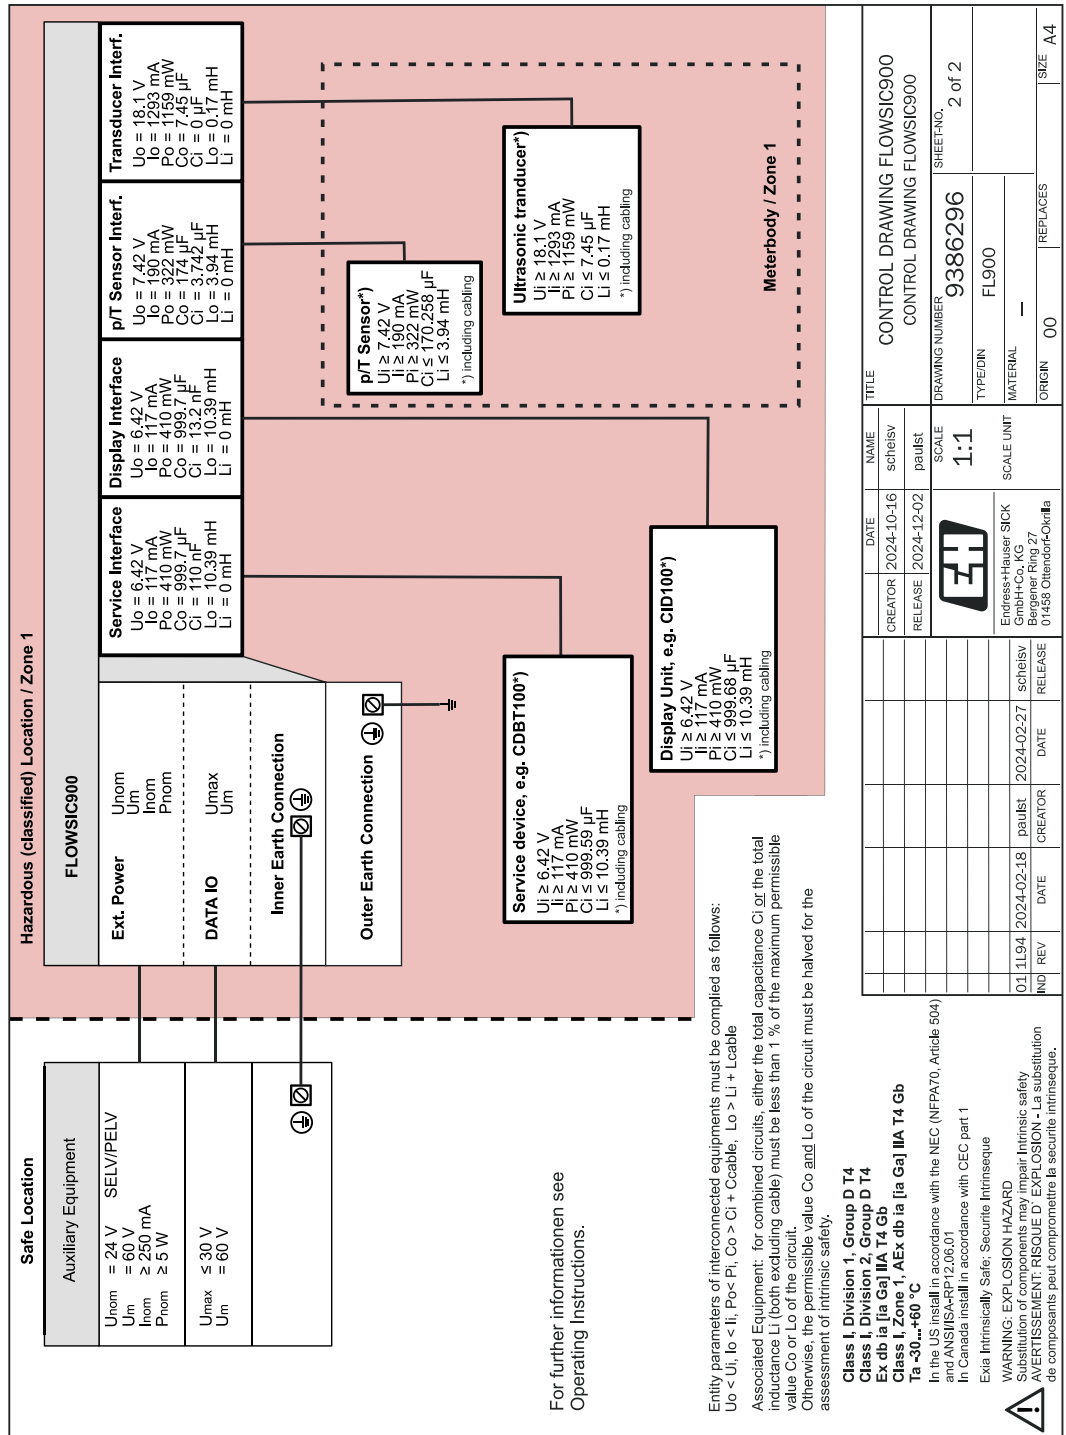 Safe Location
Auxiliary Equipment
Unom = 24 V SELV/PELV
Um = 60 V
Inom ≥ 250 mA
Pnom ≥ 5 W
Umax ≤ 30 V
Um = 60 V
Hazardous (classified) Location / Zone 1
FLOWSIC900
Ext. Power
Unom
Um
Inom
Pnom
DATA IO
Umax
Um
Inner Earth Connection
Outer Earth Connection
Service Interface
Uo = 6.42 V
Io = 117 mA
Po = 410 mW
Co = 999.7 µF
Ci = 110 nF
Lo = 10.39 mH
Li = 0 mH
Display Interface
Uo = 6.42 V
Io = 117 mA
Po = 410 mW
Co = 999.7 µF
Ci = 13.2 nF
Lo = 10.39 mH
Li = 0 mH
p/T Sensor Interf.
Uo = 7.42 V
Io = 190 mA
Po = 322 mW
Co = 174 µF
Ci = 3.742 µF
Lo = 3.94 mH
Li = 0 mH
Transducer Interf.
Uo = 18.1 V
Io = 1293 mA
Po = 1159 mW
Co = 7.45 µF
Ci = 0 µF
Lo = 0.17 mH
Li = 0 mH
p/T Sensor*)
Ui ≥ 7.42 V
Ii ≥ 190 mA
Pi ≥ 322 mW
Ci ≤ 170.258 µF
Li ≤ 3.94 mH
*) including cabling
Ultrasonic tranducer*)
Ui ≥ 18.1 V
Ii ≥ 1293 mA
Pi ≥ 1159 mW
Ci ≤ 7.45 µF
Li ≤ 0.17 mH
*) including cabling
Meterbody / Zone 1
Service device, e.g. CDBT100*)
Ui ≥ 6.42 V
Ii ≥ 117 mA
Pi ≥ 410 mW
Ci ≤ 999.59 µF
Li ≤ 10.39 mH
*) including cabling
Display Unit, e.g. CID100*)
Ui ≥ 6.42 V
Ii ≥ 117 mA
Pi ≥ 410 mW
Ci ≤ 999.68 µF
Li ≤ 10.39 mH
*) including cabling
For further informationen see
Operating Instructions.
Entity parameters of interconnected equipments must be complied as follows:
Uo < Ui, Io < Ii, Po< Pi, Co > Ci + Ccable, Lo > Li + Lcable
Associated Equipment: for combined circuits, either the total capacitance Ci or the total
inductance Li (both excluding cable) must be less than 1 % of the maximum permissible
value Co or Lo of the circuit.
Otherwise, the permissible value Co and Lo of the circuit must be halved for the
assessment of intrinsic safety.
Class I, Division 1, Group D T4
Class I, Division 2, Group D T4
Ex db ia [ia Ga] IIA T4 Gb
Class I, Zone 1, AEx db ia [ia Ga] IIA T4 Gb
Ta -30...+60 °C
In the US install in accordance with the NEC (NFPA70, Article 504)
and ANSI/ISA-RP12.06.01
In Canada install in accordance with CEC part 1
Exia Intrinsically Safe; Securite Intrinseque
WARNING: EXPLOSION HAZARD
Substitution of components may impair Intrinsic safety
AVERTISSEMENT: RISQUE D` EXPLOSION - La substitution
de composants peut compromettre la securite intrinseque.
01 1L94 2024-02-18 paulst 2024-02-27 scheisv
IND REV DATE CREATOR DATE RELEASE
DATE NAME
CREATOR 2024-10-16 scheisv
RELEASE 2024-12-02 paulst
EH
Endress+Hauser SICK
GmbH+Co. KG
Bergener Ring 27
01458 Ottendorf-Okrilla
SCALE
1:1
SCALE UNIT
TITLE
CONTROL DRAWING FLOWSIC900
CONTROL DRAWING FLOWSIC900
DRAWING NUMBER
9386296
SHEET-NO.
2 of 2
TYPE/DIN
FL900
MATERIAL —
ORIGIN 00
REPLACES
SIZE A4